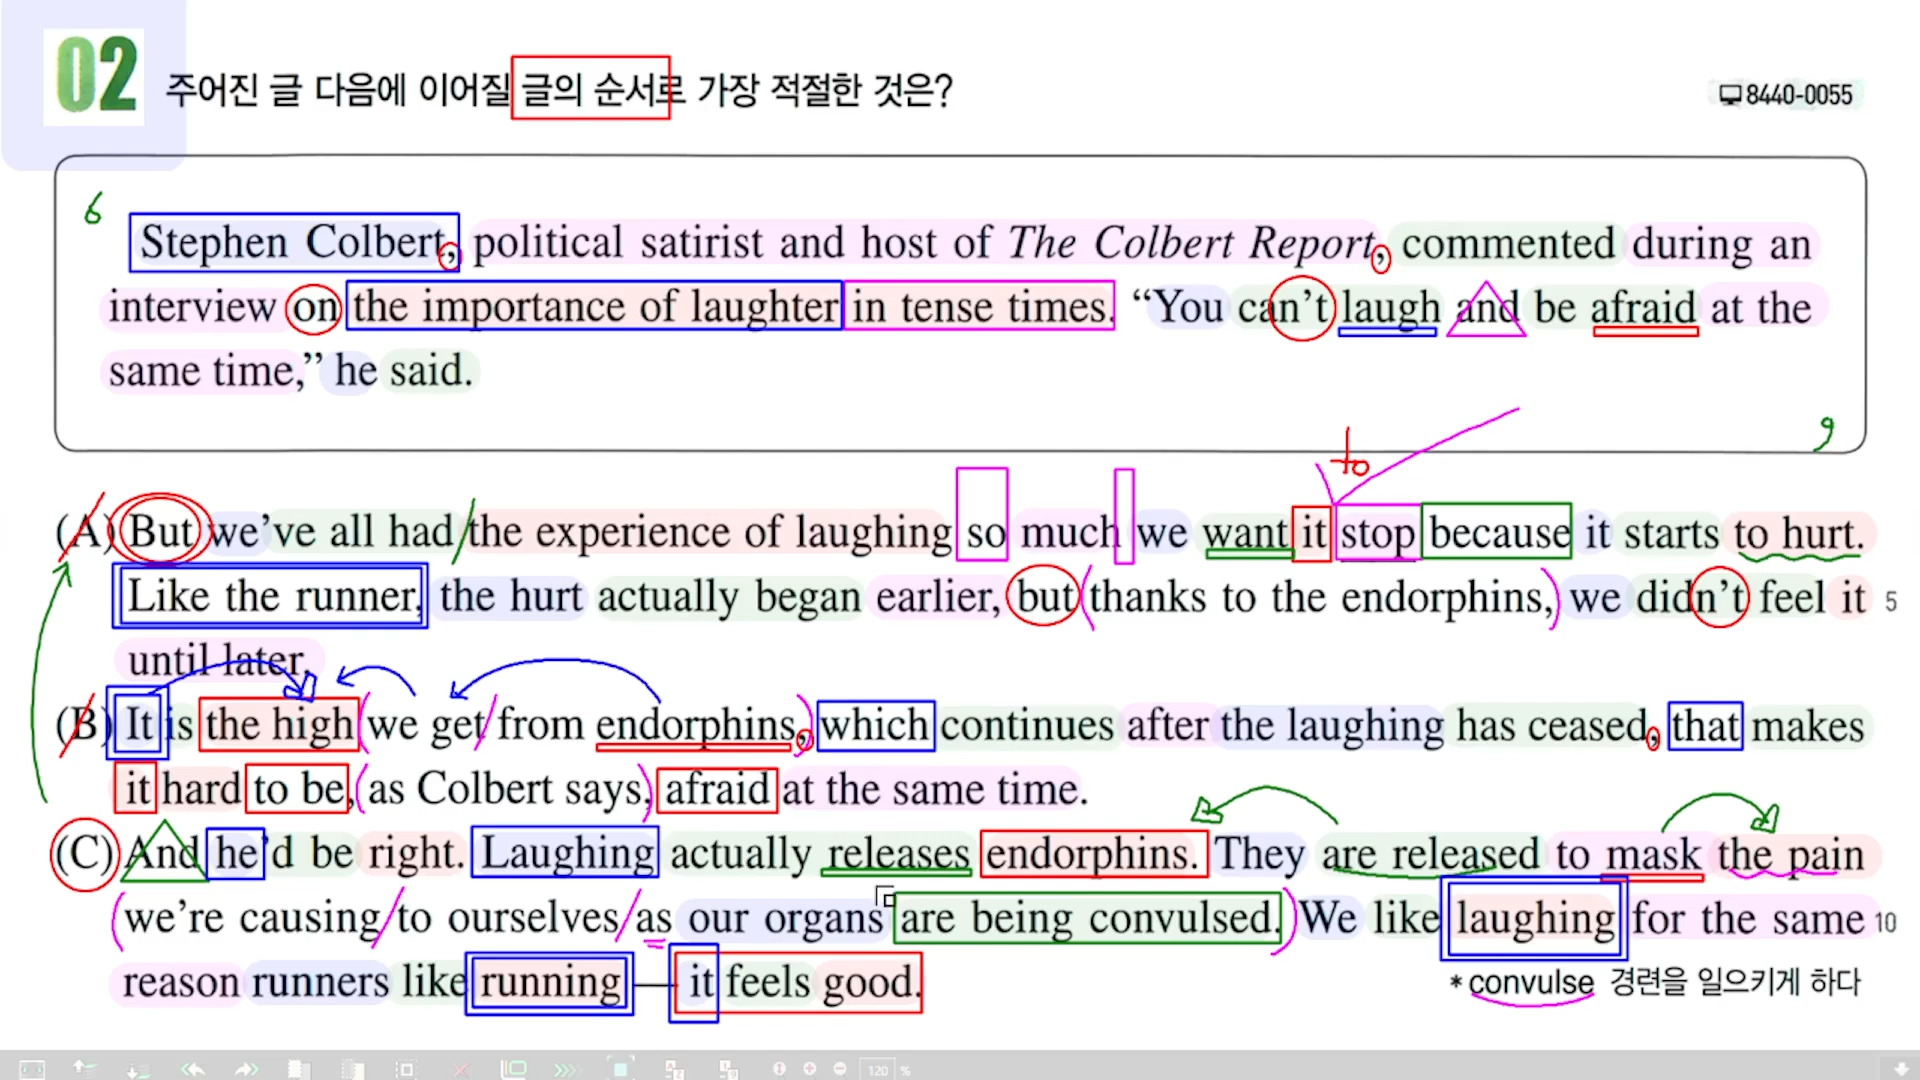 02 주어진 글 다음에 이어질 글의 순서로 가장 적절한 것은? 8440-0055
Stephen Colbert, political satirist and host of The Colbert Report, commented during an
interview on the importance of laughter in tense times. “You can’t laugh and be afraid at the
same time,” he said.
to
(A) But we’ve all had the experience of laughing so much we want it stop because it starts to hurt.
Like the runner, the hurt actually began earlier, but thanks to the endorphins, we didn’t feel it 5
until later.
(B) It is the high we get from endorphins, which continues after the laughing has ceased, that makes
it hard to be, as Colbert says, afraid at the same time.
(C) And he’d be right. Laughing actually releases endorphins. They are released to mask the pain
we’re causing to ourselves as our organs are being convulsed. We like laughing for the same 10
reason runners like running — it feels good.
* convulse 경련을 일으키게 하다
120 %